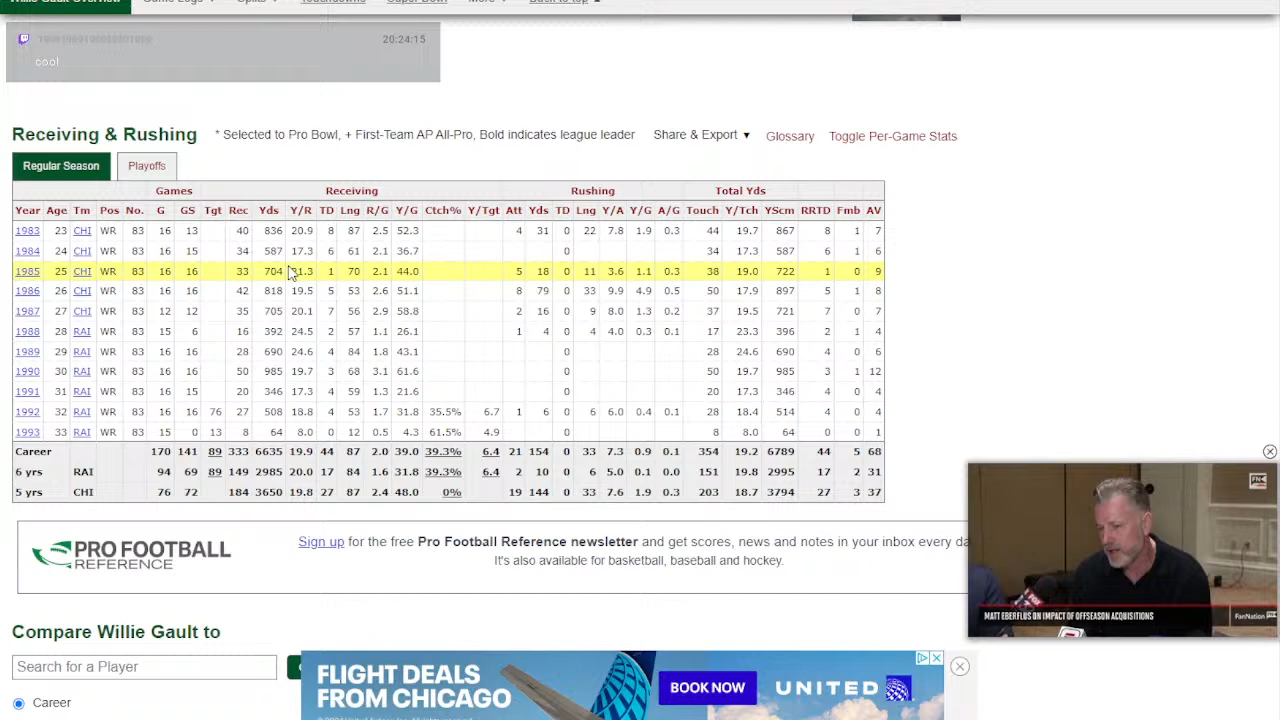 Willie Gault Overview Game Logs Splits Touchdowns Super Bowl More Back to top
20:24:15
cool
Receiving & Rushing * Selected to Pro Bowl, + First-Team AP All-Pro, Bold indicates league leader Share & Export ▼ Glossary Toggle Per-Game Stats
Regular Season Playoffs
Games Receiving Rushing Total Yds
Year Age Tm Pos No. G GS Tgt Rec Yds Y/R TD Lng R/G Y/G Ctch% Y/Tgt Att Yds TD Lng Y/A Y/G A/G Touch Y/Tch YScm RRTD Fmb AV
1983 23 CHI WR 83 16 13 40 836 20.9 8 87 2.5 52.3 4 31 0 22 7.8 1.9 0.3 44 19.7 867 8 1 7
1984 24 CHI WR 83 16 15 34 587 17.3 6 61 2.1 36.7 0 34 17.3 587 6 1 6
1985 25 CHI WR 83 16 16 33 704 21.3 1 70 2.1 44.0 5 18 0 11 3.6 1.1 0.3 38 19.0 722 1 0 9
1986 26 CHI WR 83 16 16 42 818 19.5 5 53 2.6 51.1 8 79 0 33 9.9 4.9 0.5 50 17.9 897 5 1 8
1987 27 CHI WR 83 12 12 35 705 20.1 7 56 2.9 58.8 2 16 0 9 8.0 1.3 0.2 37 19.5 721 7 0 7
1988 28 RAI WR 83 15 6 16 392 24.5 2 57 1.1 26.1 1 4 0 4 4.0 0.3 0.1 17 23.3 396 2 1 4
1989 29 RAI WR 83 16 16 28 690 24.6 4 84 1.8 43.1 0 28 24.6 690 4 0 6
1990 30 RAI WR 83 16 16 50 985 19.7 3 68 3.1 61.6 0 50 19.7 985 3 1 12
1991 31 RAI WR 83 16 15 20 346 17.3 4 59 1.3 21.6 0 20 17.3 346 4 0 4
1992 32 RAI WR 83 16 16 76 27 508 18.8 4 53 1.7 31.8 35.5% 6.7 1 6 0 6 6.0 0.4 0.1 28 18.4 514 4 0 4
1993 33 RAI WR 83 15 0 13 8 64 8.0 0 12 0.5 4.3 61.5% 4.9 0 8 8.0 64 0 0 1
Career 170 141 89 333 6635 19.9 44 87 2.0 39.0 39.3% 6.4 21 154 0 33 7.3 0.9 0.1 354 19.2 6789 44 5 68
6 yrs RAI 94 69 89 149 2985 20.0 17 84 1.6 31.8 39.3% 6.4 2 10 0 6 5.0 0.1 0.0 151 19.8 2995 17 2 31
5 yrs CHI 76 72 184 3650 19.8 27 87 2.4 48.0 0% 19 144 0 33 7.6 1.9 0.3 203 18.7 3794 27 3 37
PRO FOOTBALL
REFERENCE
Sign up for the free Pro Football Reference newsletter and get scores, news and notes in your inbox every da
It's also available for basketball, baseball and hockey.
MATT EBERFLUS ON IMPACT OF OFFSEASON ACQUISITIONS FanNation FN
Compare Willie Gault to
Search for a Player
Career
FLIGHT DEALS
FROM CHICAGO
BOOK NOW
UNITED